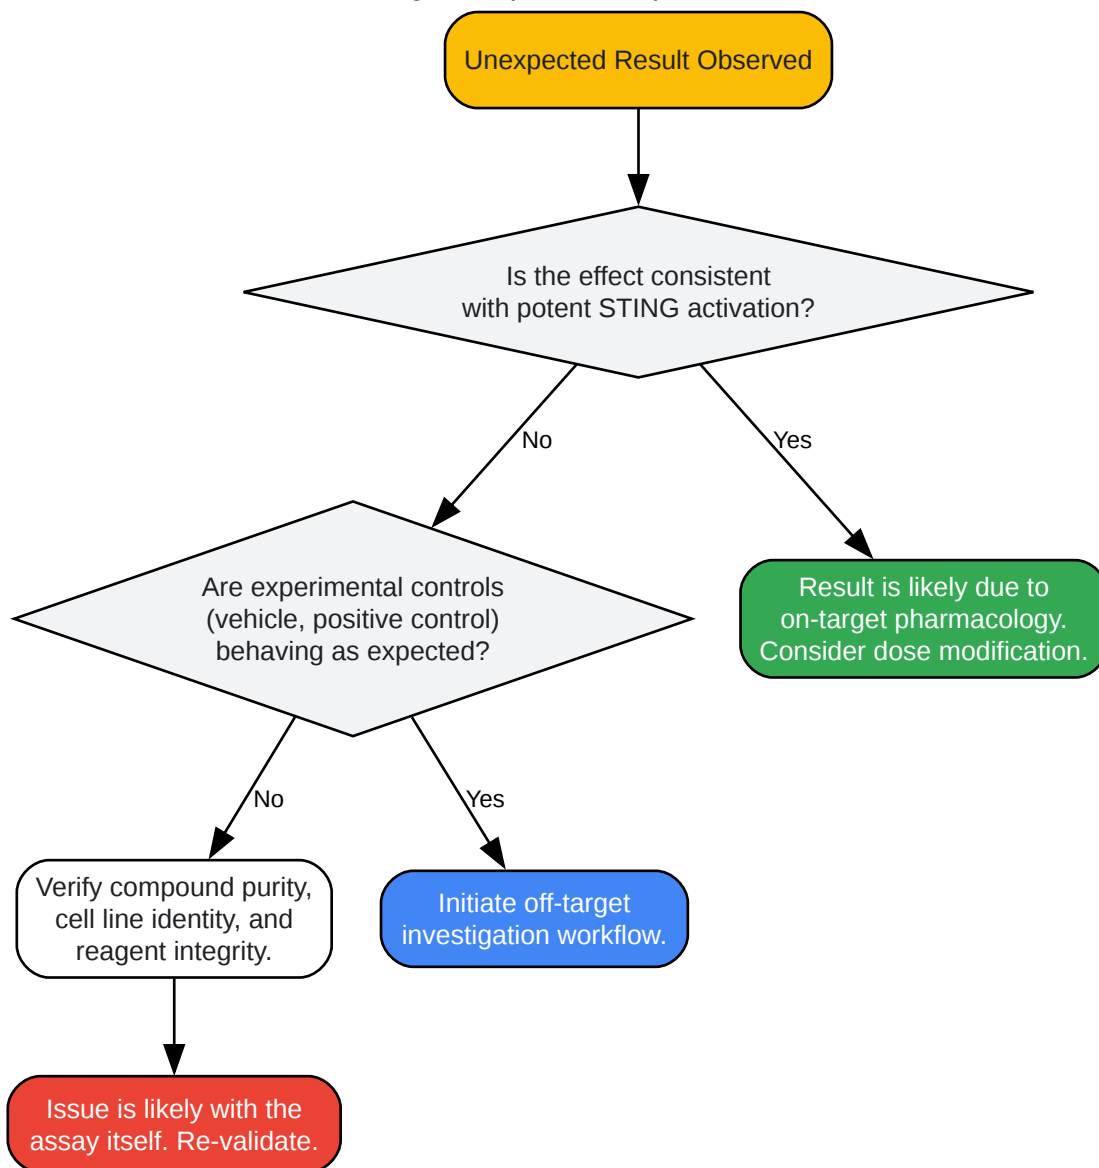 Unexpected Result Observed
Is the effect consistent
with potent STING activation?
No
Yes
Are experimental controls
(vehicle, positive control)
behaving as expected?
Result is likely due to
on-target pharmacology.
Consider dose modification.
No
Yes
Verify compound purity,
cell line identity, and
reagent integrity.
Initiate off-target
investigation workflow.
Issue is likely with the
assay itself. Re-validate.